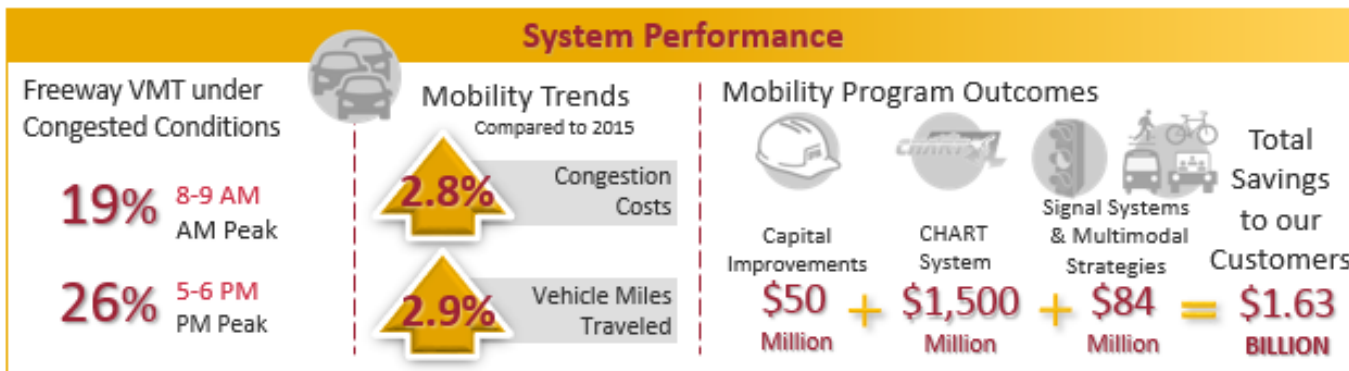 System Performance
Freeway VMT under
Congested Conditions
19% 8-9 AM
AM Peak
26% 5-6 PM
PM Peak
Mobility Trends
Compared to 2015
2.8% Congestion
Costs
2.9% Vehicle Miles
Traveled
Mobility Program Outcomes
Capital
Improvements
$50
Million
+
CHART
CHART
System
$1,500
Million
+
Signal Systems
& Multimodal
Strategies
$84
Million
=
Total
Savings
to our
Customers
$1.63
BILLION